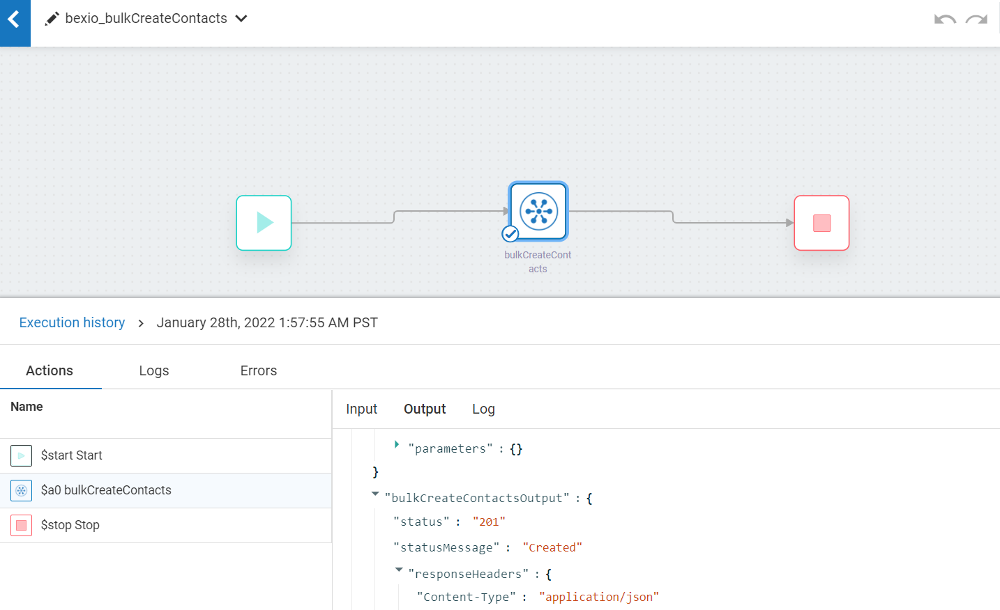 bexio_bulkCreateContacts
bulkCreateCont
acts
Execution history > January 28th, 2022 1:57:55 AM PST
Actions Logs Errors
Name
Input Output Log
$start Start
$a0 bulkCreateContacts
$stop Stop
"parameters" : {}
}
"bulkCreateContactsOutput" : {
"status" : "201"
"statusMessage" : "Created"
"responseHeaders" : {
"Content-Type" : "application/json"